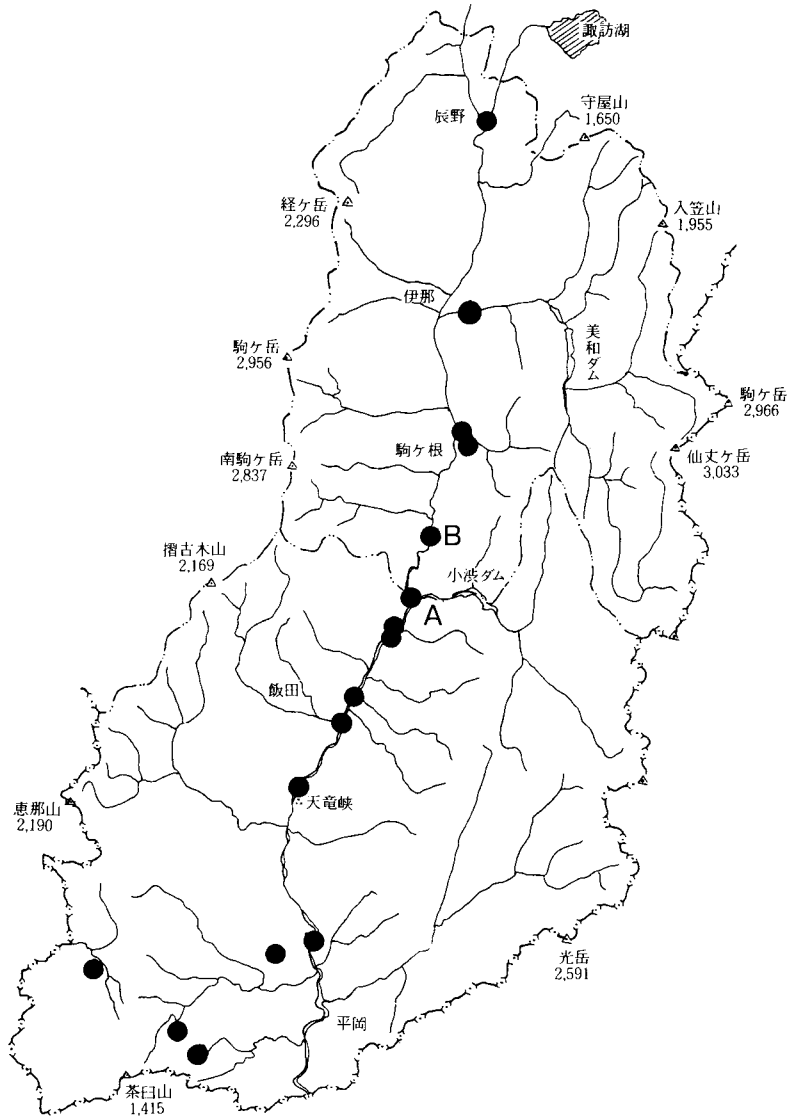 諏訪湖
辰野
守屋山
1,650
経ケ岳
2,296
入笠山
1,955
伊那
美和ダム
駒ケ岳
2,956
駒ケ岳
2,966
駒ケ根
南駒ケ岳
2,837
仙丈ケ岳
3,033
B
摺古木山
2,169
小渋ダム
A
飯田
天竜峡
恵那山
2,190
光岳
2,591
平岡
茶臼山
1,415